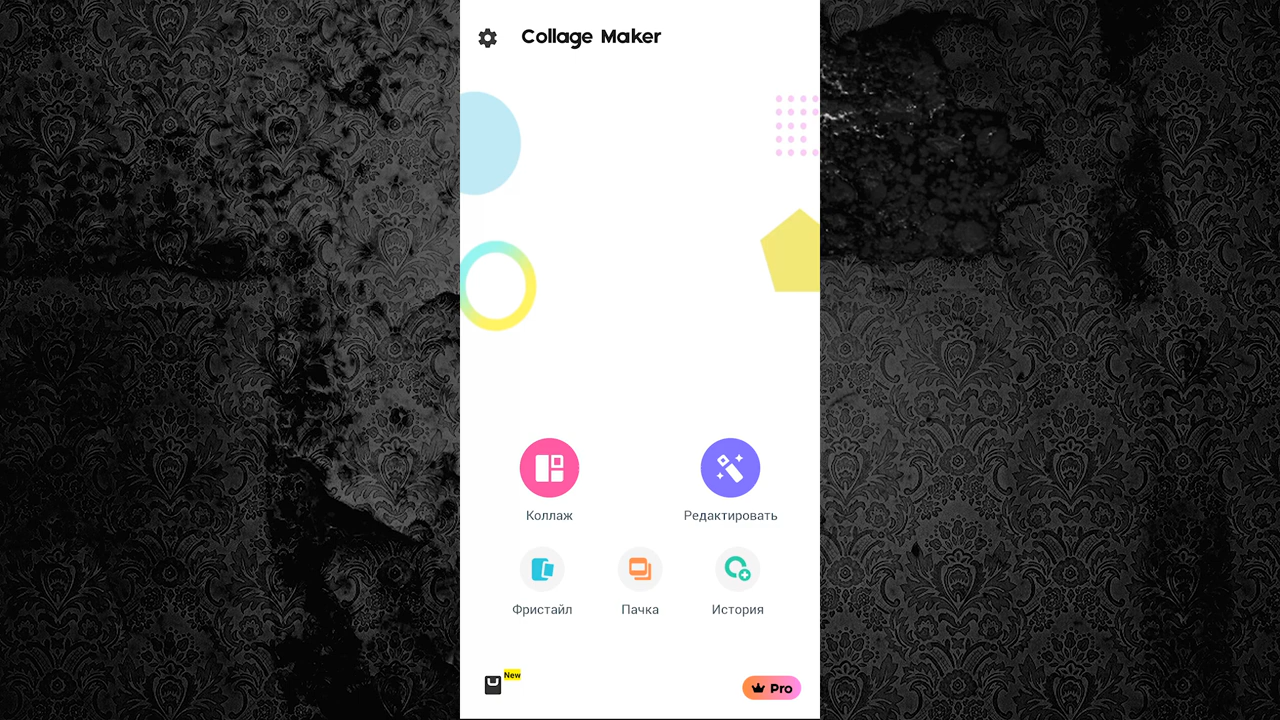 Collage Maker
Коллаж
Редактировать
Фристайл
Пачка
История
New
Pro